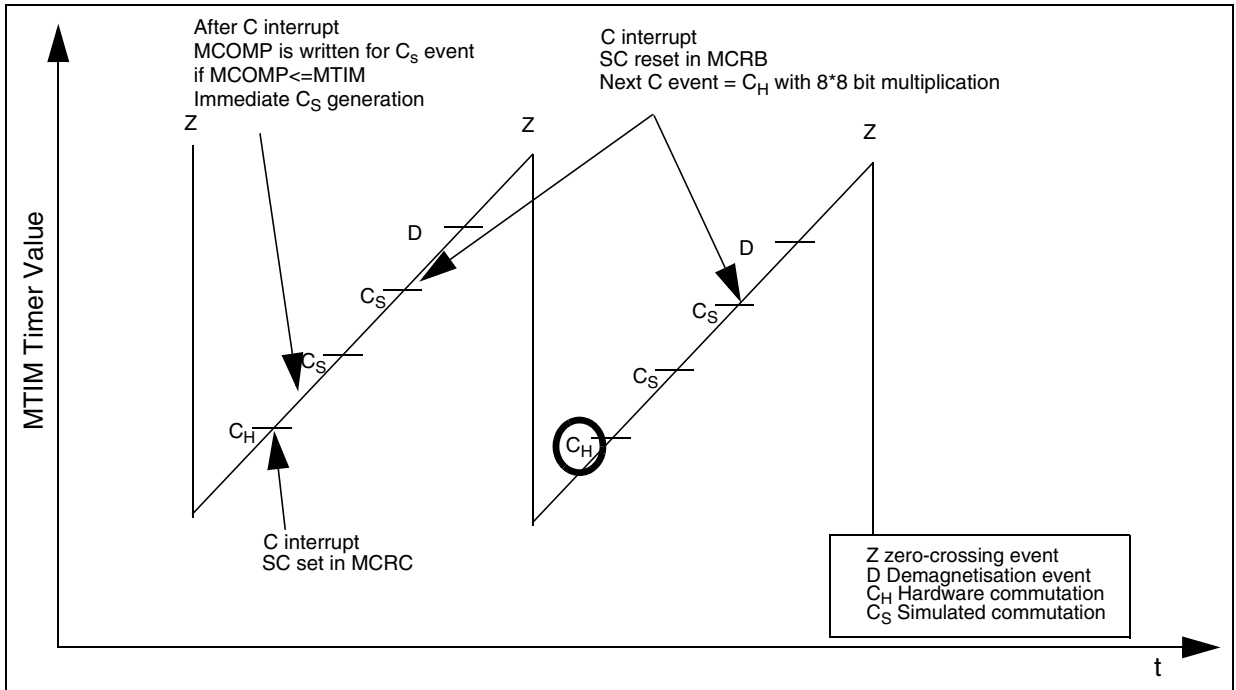 After C interrupt
MCOMP is written for Cs event
if MCOMP<=MTIM
Immediate CS generation
C interrupt
SC reset in MCRB
Next C event = CH with 8*8 bit multiplication
Z
Z
Z
D
D
CS
CS
CS
CS
CH
CH
MTIM Timer Value
C interrupt
SC set in MCRC
Z zero-crossing event
D Demagnetisation event
CH Hardware commutation
CS Simulated commutation
t